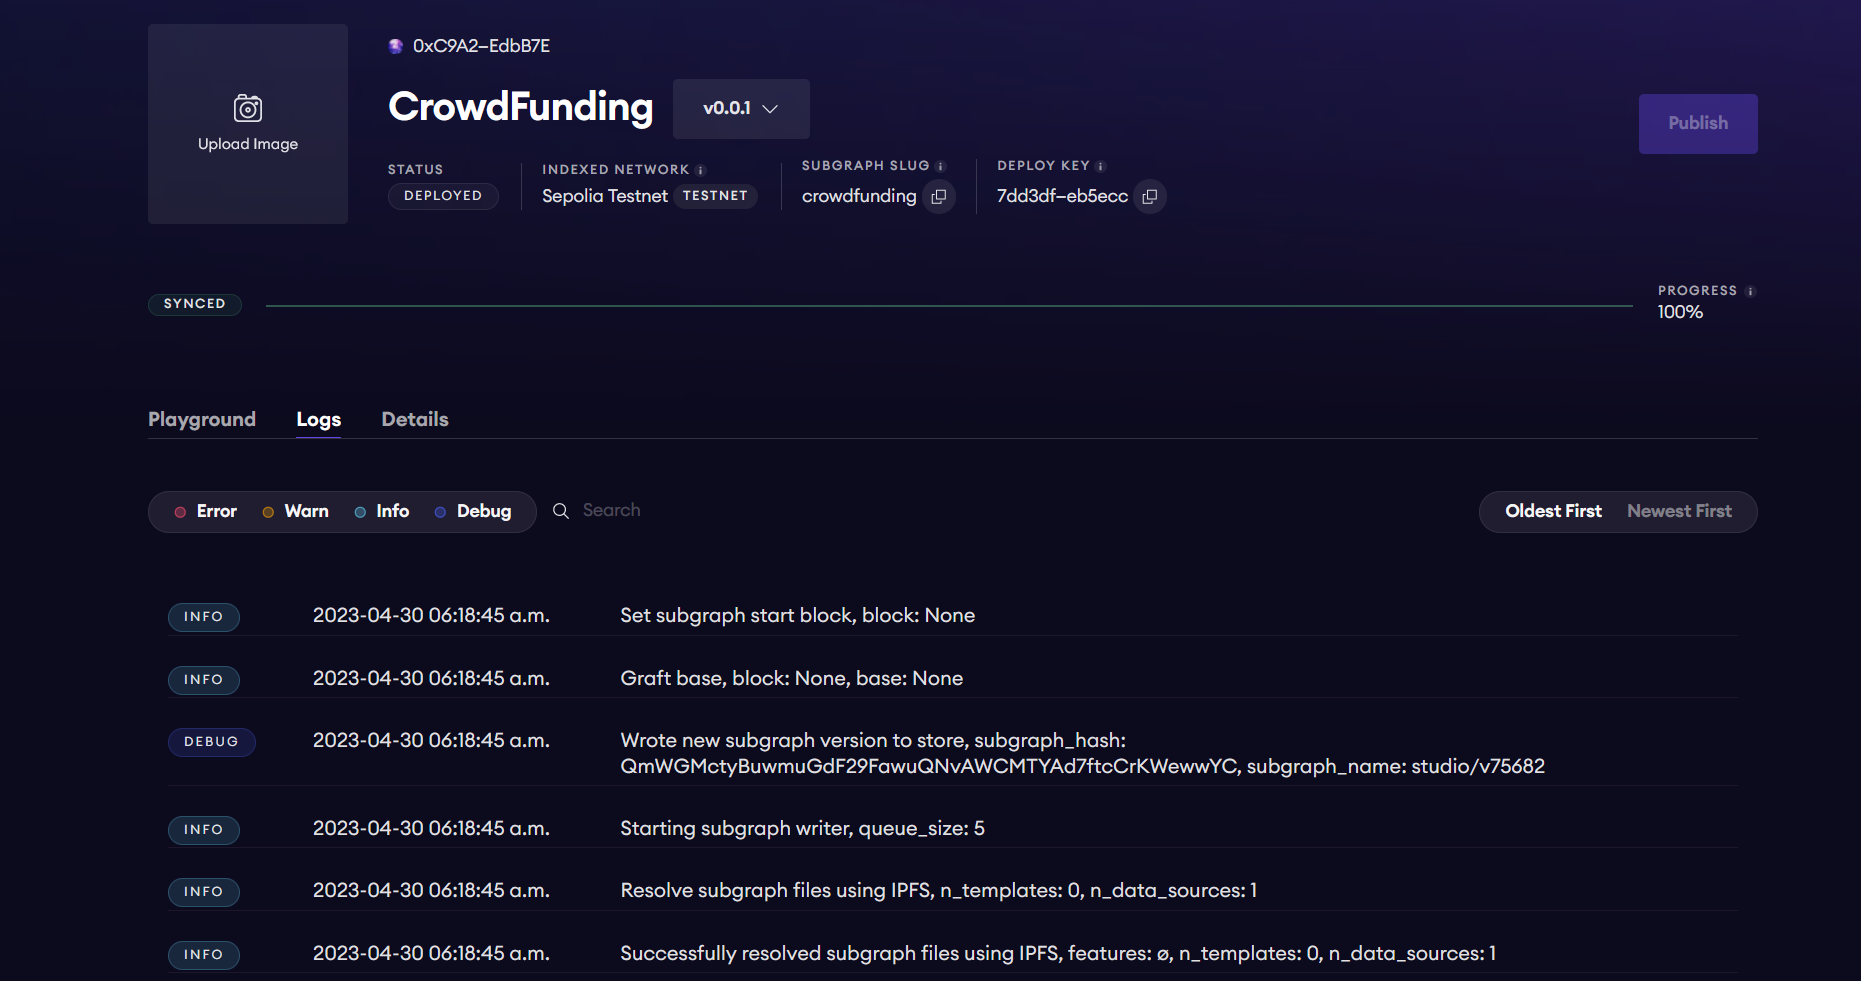 0xC9A2–EdbB7E
CrowdFunding
v0.0.1
Publish
Upload Image
STATUS
DEPLOYED
INDEXED NETWORK
Sepolia Testnet TESTNET
SUBGRAPH SLUG
crowdfunding
DEPLOY KEY
7dd3df–eb5ecc
SYNCED
PROGRESS
100%
Playground Logs Details
Error Warn Info Debug Search Oldest First Newest First
INFO 2023-04-30 06:18:45 a.m. Set subgraph start block, block: None
INFO 2023-04-30 06:18:45 a.m. Graft base, block: None, base: None
DEBUG 2023-04-30 06:18:45 a.m. Wrote new subgraph version to store, subgraph_hash:
QmWGMctyBuwmuGdF29FawuQNvAWCMTYAd7ftcCrKWewwYC, subgraph_name: studio/v75682
INFO 2023-04-30 06:18:45 a.m. Starting subgraph writer, queue_size: 5
INFO 2023-04-30 06:18:45 a.m. Resolve subgraph files using IPFS, n_templates: 0, n_data_sources: 1
INFO 2023-04-30 06:18:45 a.m. Successfully resolved subgraph files using IPFS, features: ø, n_templates: 0, n_data_sources: 1